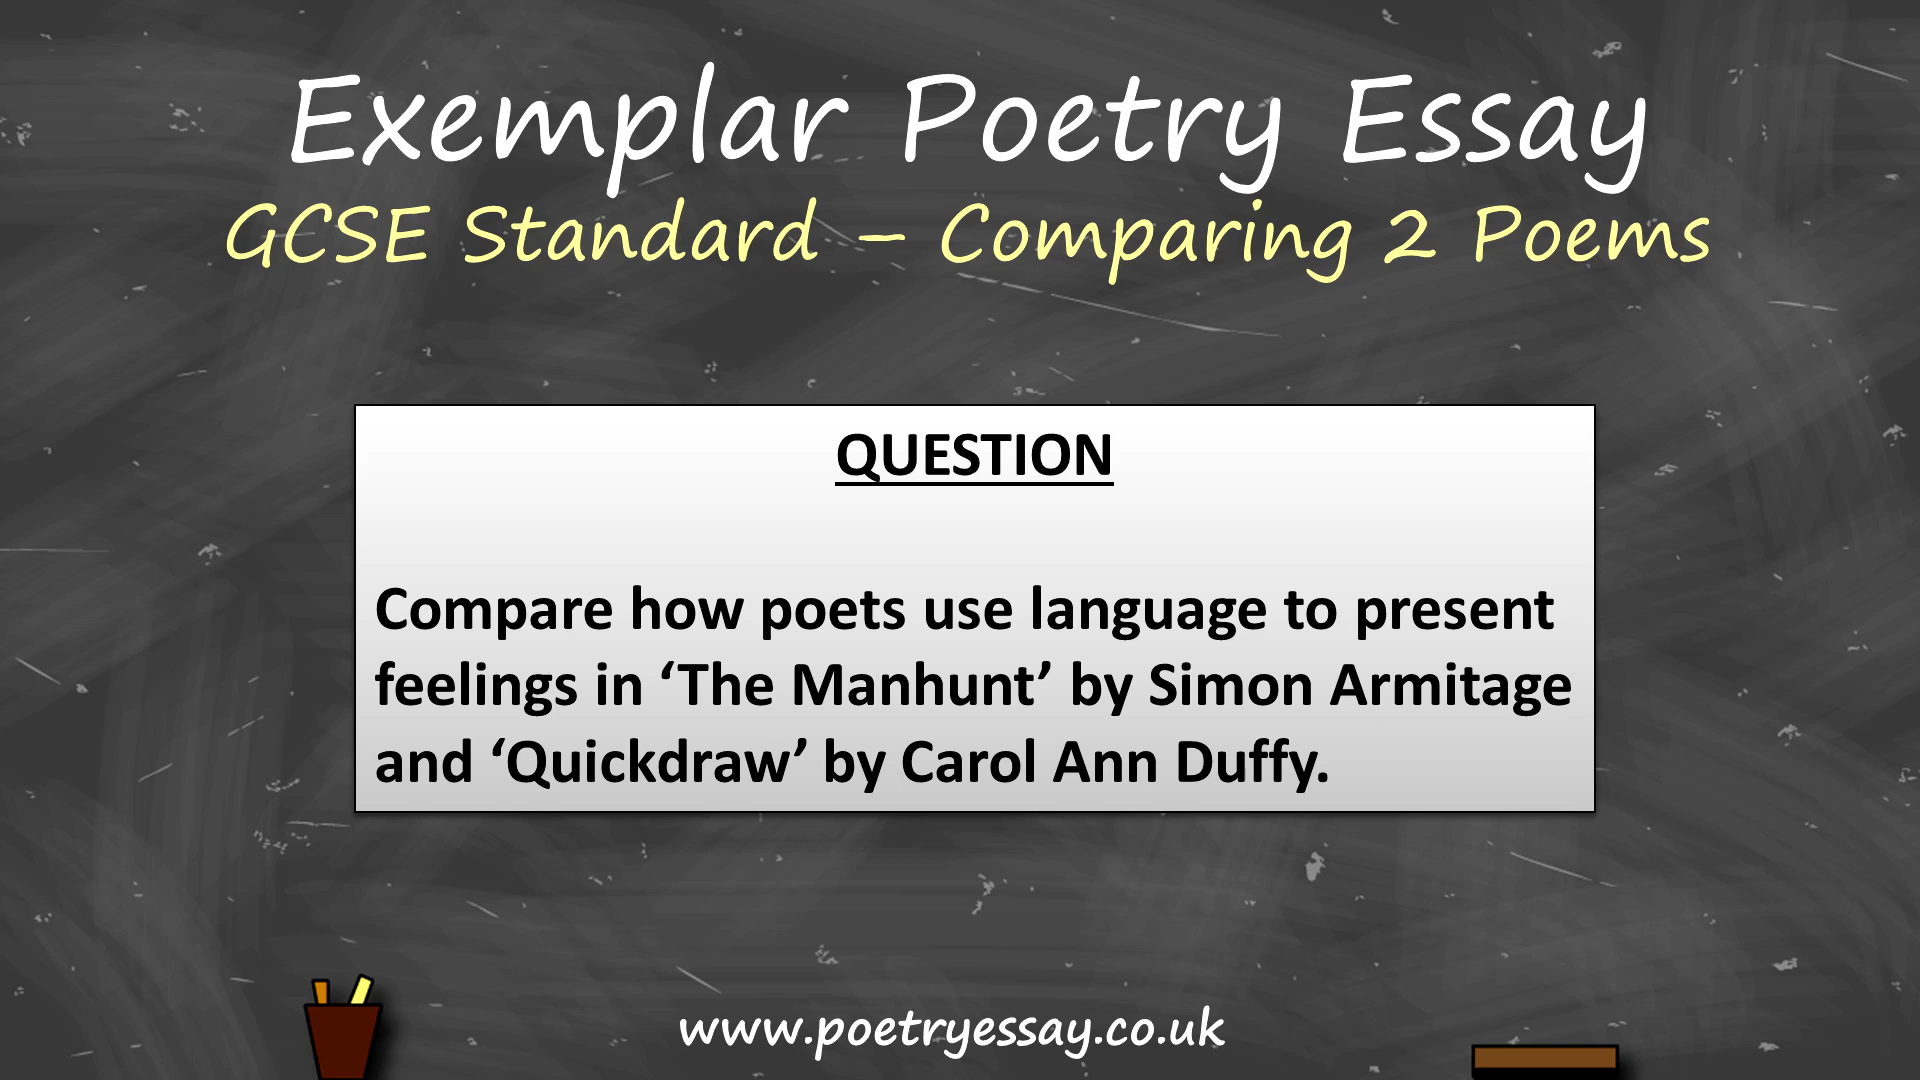 Exemplar Poetry Essay
GCSE Standard – Comparing 2 Poems
QUESTION
Compare how poets use language to present
feelings in ‘The Manhunt’ by Simon Armitage
and ‘Quickdraw’ by Carol Ann Duffy.
www.poetryessay.co.uk